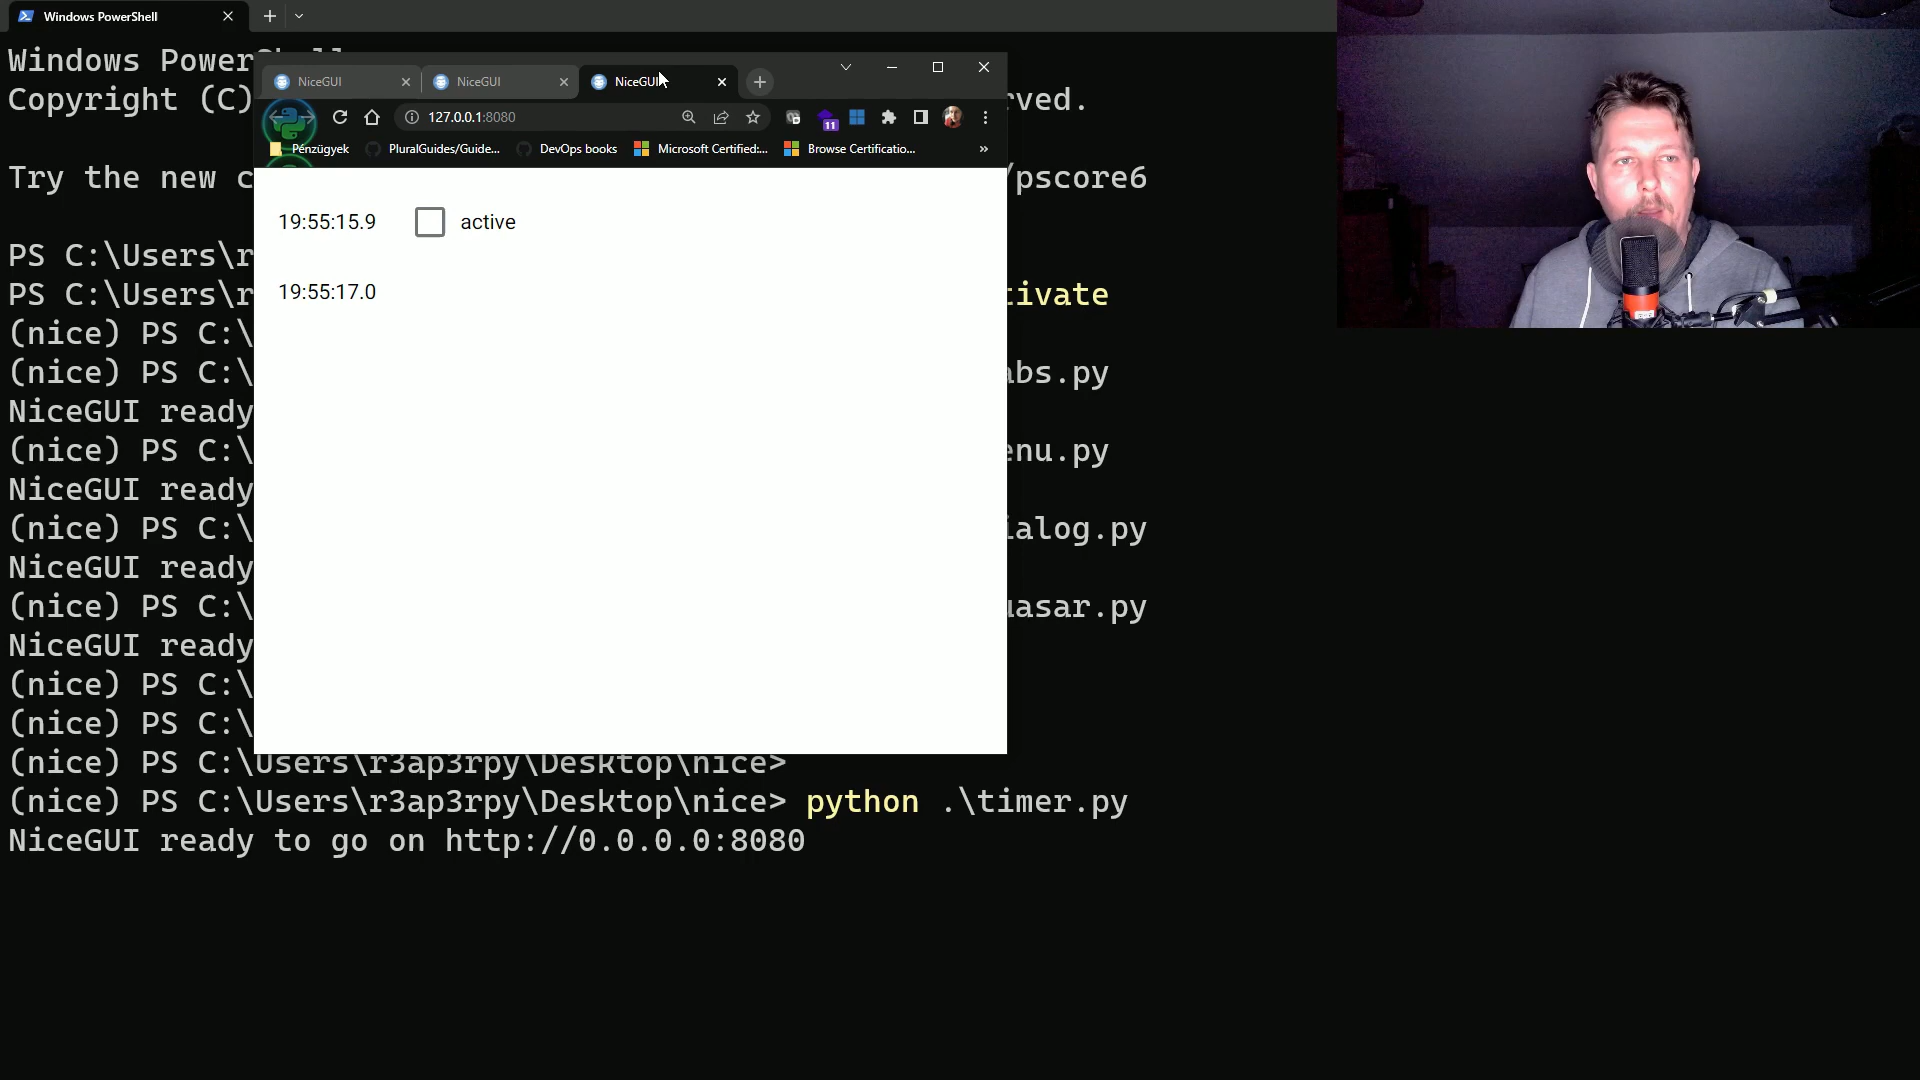 Windows PowerShell
Windows Power
Copyright (C) rved.
NiceGUI NiceGUI NiceGUI
127.0.0.1:8080
11
Pénzügyek PluralGuides/Guide... DevOps books Microsoft Certified:... Browse Certificatio... »
Try the new c /pscore6
19:55:15.9 active
PS C:\Users\r
19:55:17.0
PS C:\Users\r tivate
(nice) PS C:\
(nice) PS C:\ abs.py
NiceGUI ready
(nice) PS C:\ enu.py
NiceGUI ready
(nice) PS C:\ ialog.py
NiceGUI ready
(nice) PS C:\ uasar.py
NiceGUI ready
(nice) PS C:\
(nice) PS C:\
(nice) PS C:\Users\r3ap3rpy\Desktop\nice>
(nice) PS C:\Users\r3ap3rpy\Desktop\nice> python .\timer.py
NiceGUI ready to go on http://0.0.0.0:8080